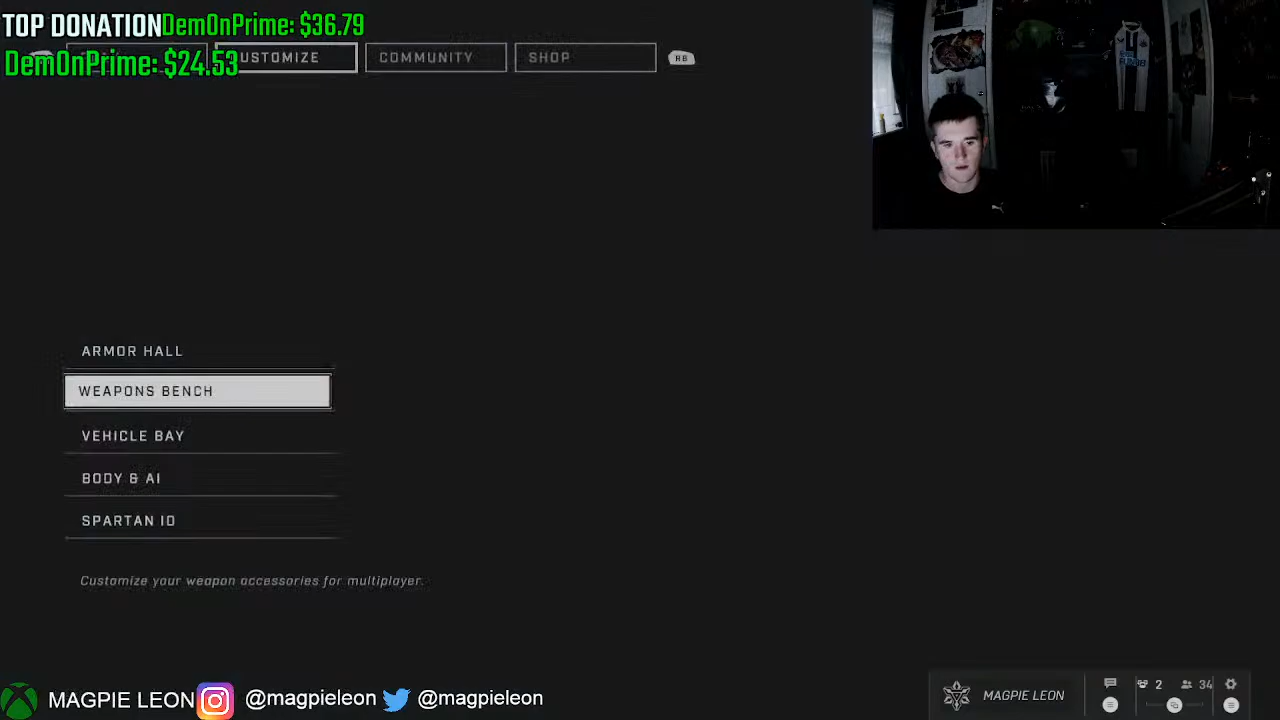 TOP DONATION DemOnPrime: $36.79
DemOnPrime: $24.53
CUSTOMIZE
COMMUNITY
SHOP
RB
ARMOR HALL
WEAPONS BENCH
VEHICLE BAY
BODY & AI
SPARTAN ID
Customize your weapon accessories for multiplayer.
MAGPIE LEON
@magpieleon
@magpieleon
MAGPIE LEON
2
34